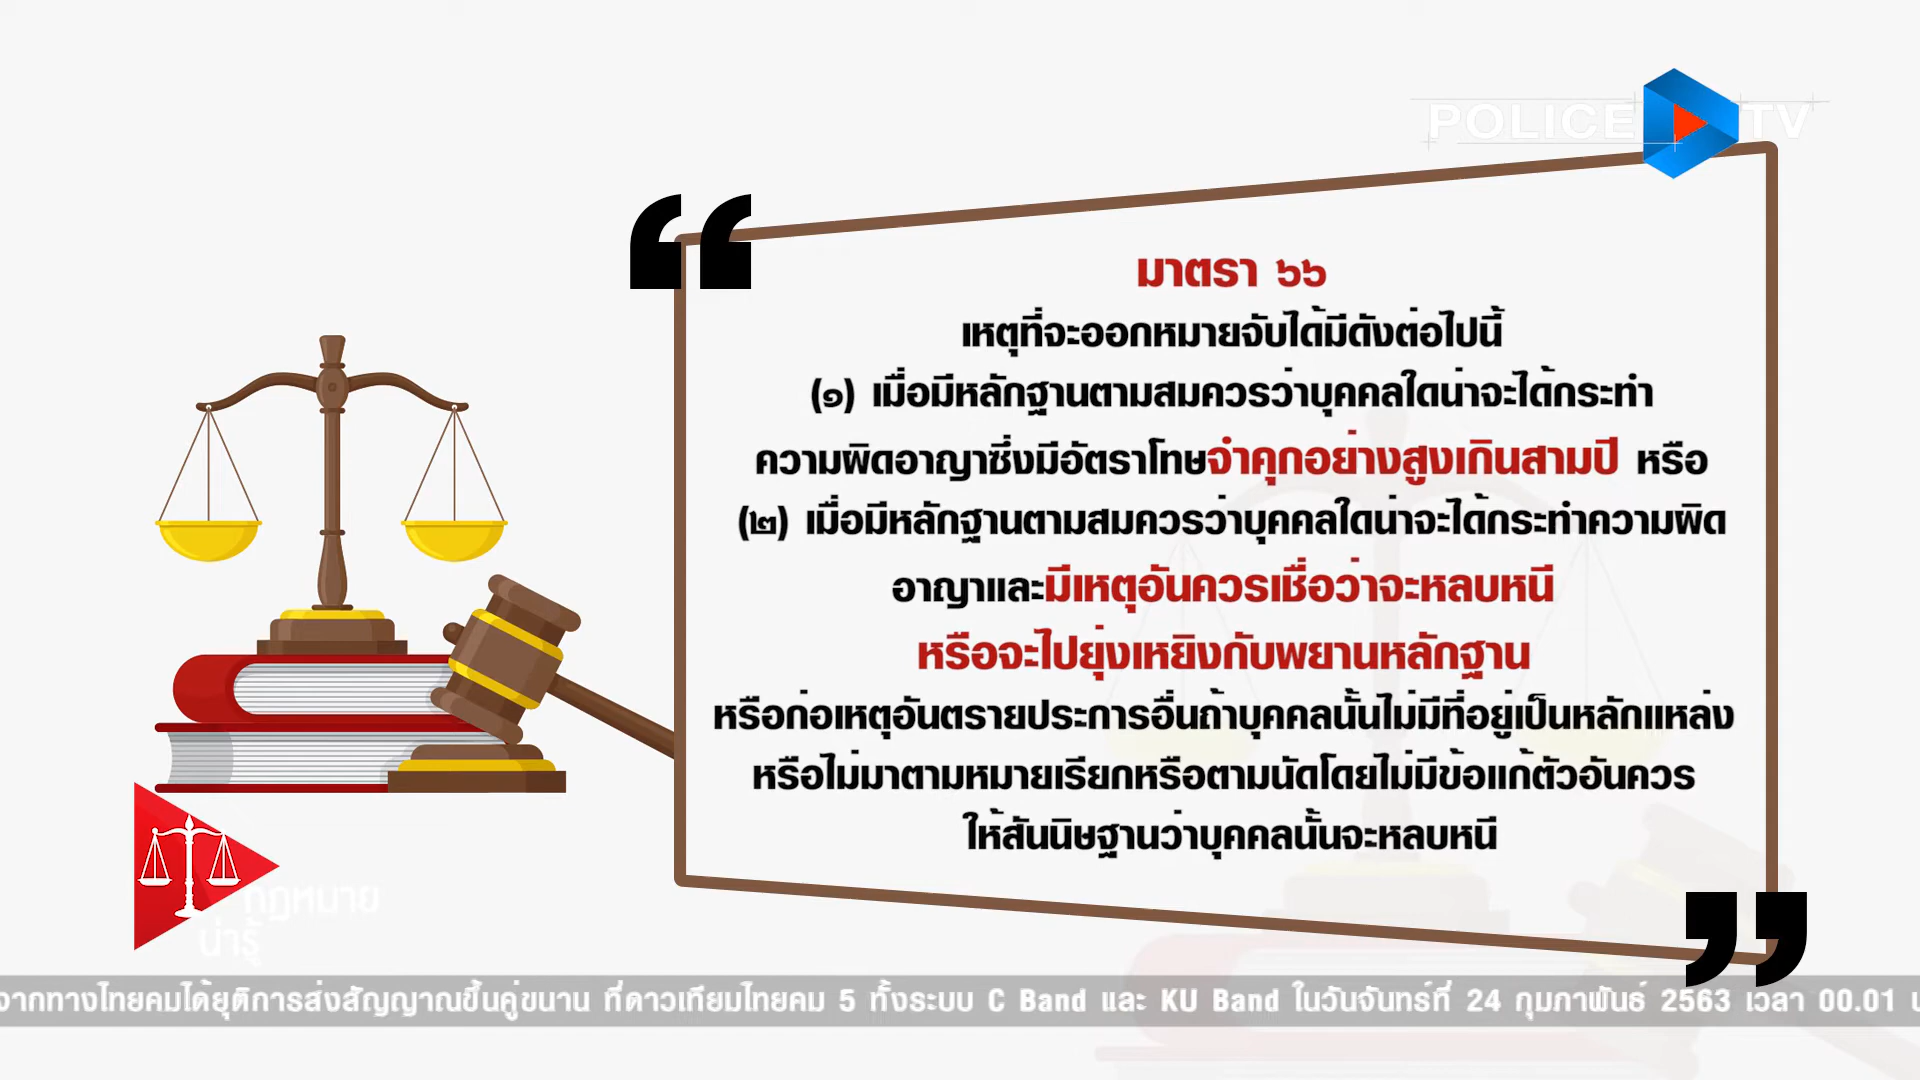 POLICE TV
มาตรา ๖๖
เหตุที่จะออกหมายจับได้มีดังต่อไปนี้
(๑) เมื่อมีหลักฐานตามสมควรว่าบุคคลใดน่าจะได้กระทำ
ความผิดอาญาซึ่งมีอัตราโทษจำคุกอย่างสูงเกินสามปี หรือ
(๒) เมื่อมีหลักฐานตามสมควรว่าบุคคลใดน่าจะได้กระทำความผิด
อาญาและมีเหตุอันควรเชื่อว่าจะหลบหนี
หรือจะไปยุ่งเหยิงกับพยานหลักฐาน
หรือก่อเหตุอันตรายประการอื่นถ้าบุคคลนั้นไม่มีที่อยู่เป็นหลักแหล่ง
หรือไม่มาตามหมายเรียกหรือตามนัดโดยไม่มีข้อแก้ตัวอันควร
ให้สันนิษฐานว่าบุคคลนั้นจะหลบหนี
กฎหมาย
น่ารู้
จากทางไทยคมได้ยุติการส่งสัญญาณขึ้นคู่ขนาน ที่ดาวเทียมไทยคม 5 ทั้งระบบ C Band และ KU Band ในวันจันทร์ที่ 24 กุมภาพันธ์ 2563 เวลา 00.01